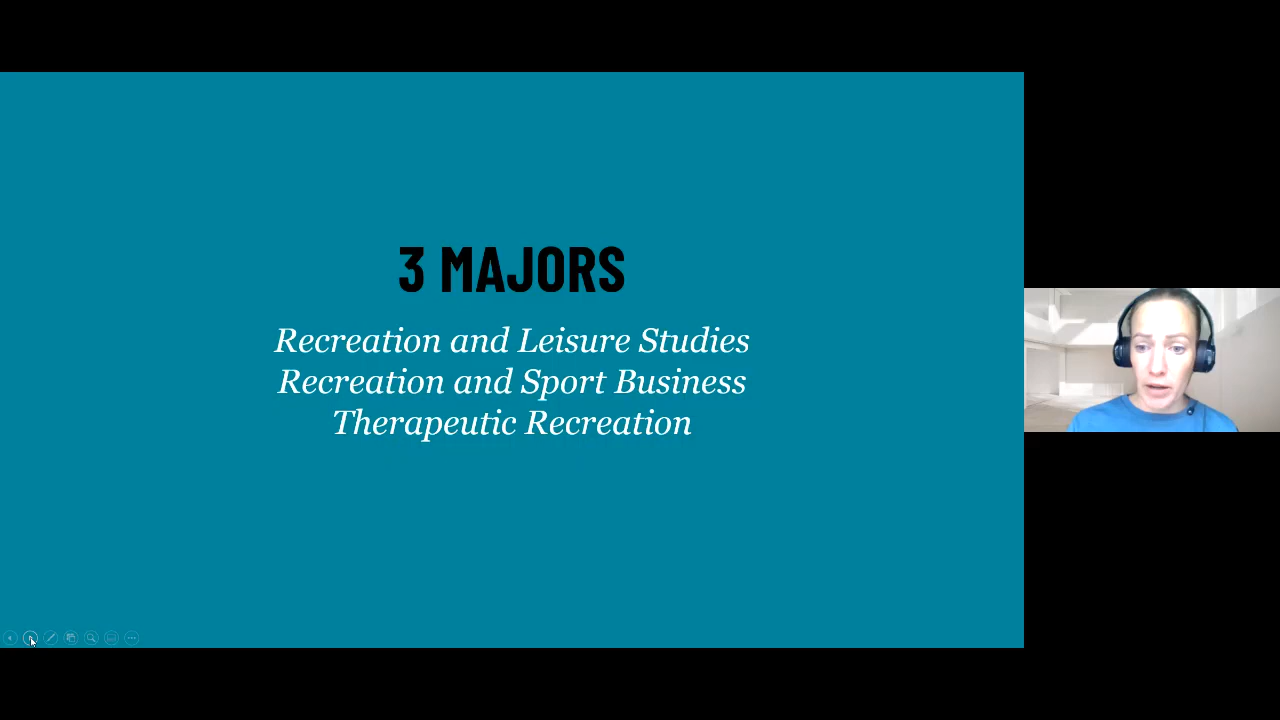 3 MAJORS
Recreation and Leisure Studies
Recreation and Sport Business
Therapeutic Recreation